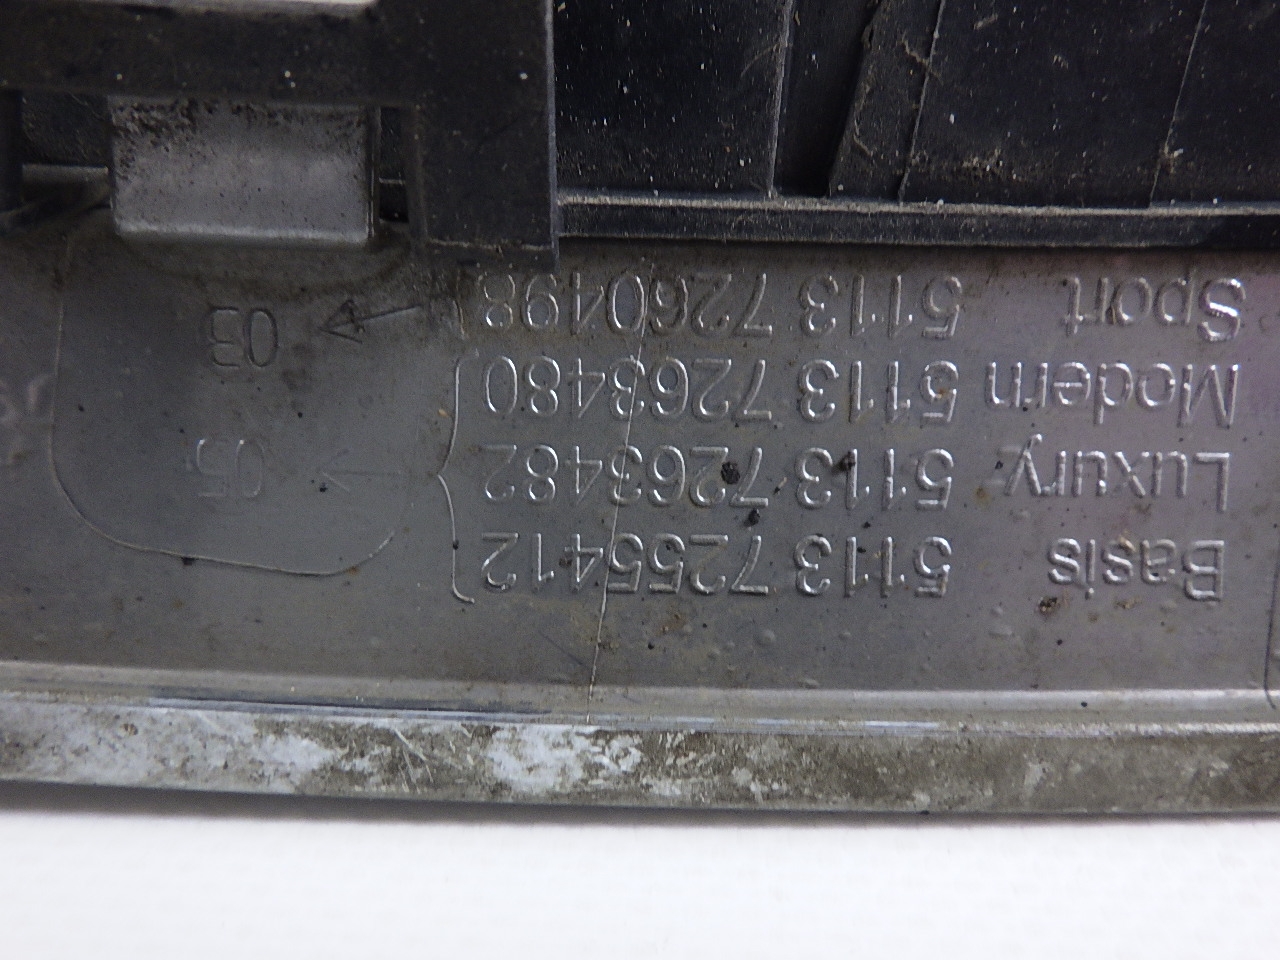 Basis 5113 7255412
Luxury 5113 7263482
05
Modern 5113 7263480
Sport 5113 7260498
03